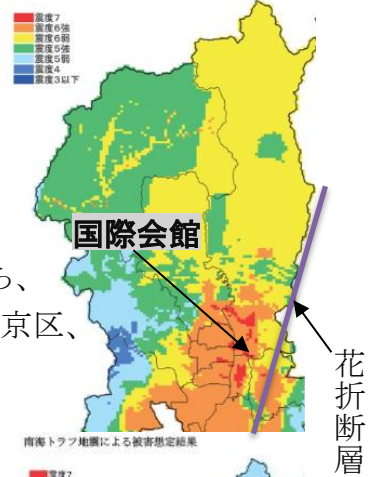 震度7
震度6強
震度6弱
震度5強
震度5弱
震度4
震度3以下
国際会館
ら、
京区、
花折断層
南海トラフ地震による被害想定結果
震度7